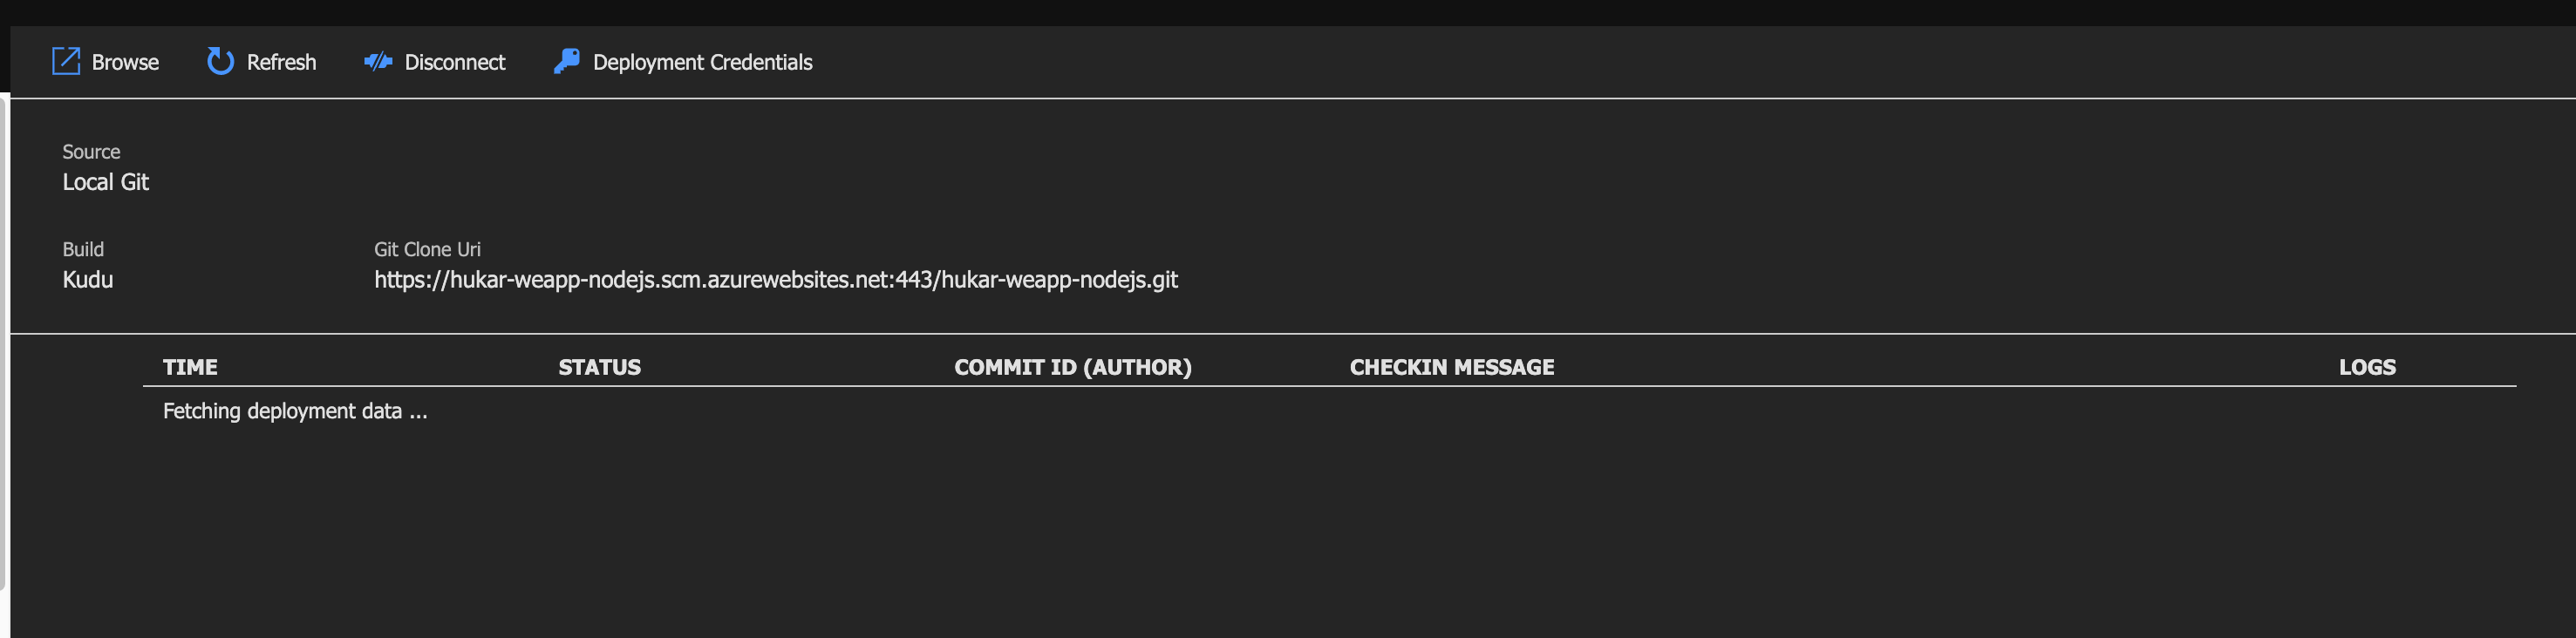 Browse Refresh Disconnect Deployment Credentials
Source
Local Git
Build Git Clone Uri
Kudu https://hukar-weapp-nodejs.scm.azurewebsites.net:443/hukar-weapp-nodejs.git
TIME STATUS COMMIT ID (AUTHOR) CHECKIN MESSAGE LOGS
Fetching deployment data ...